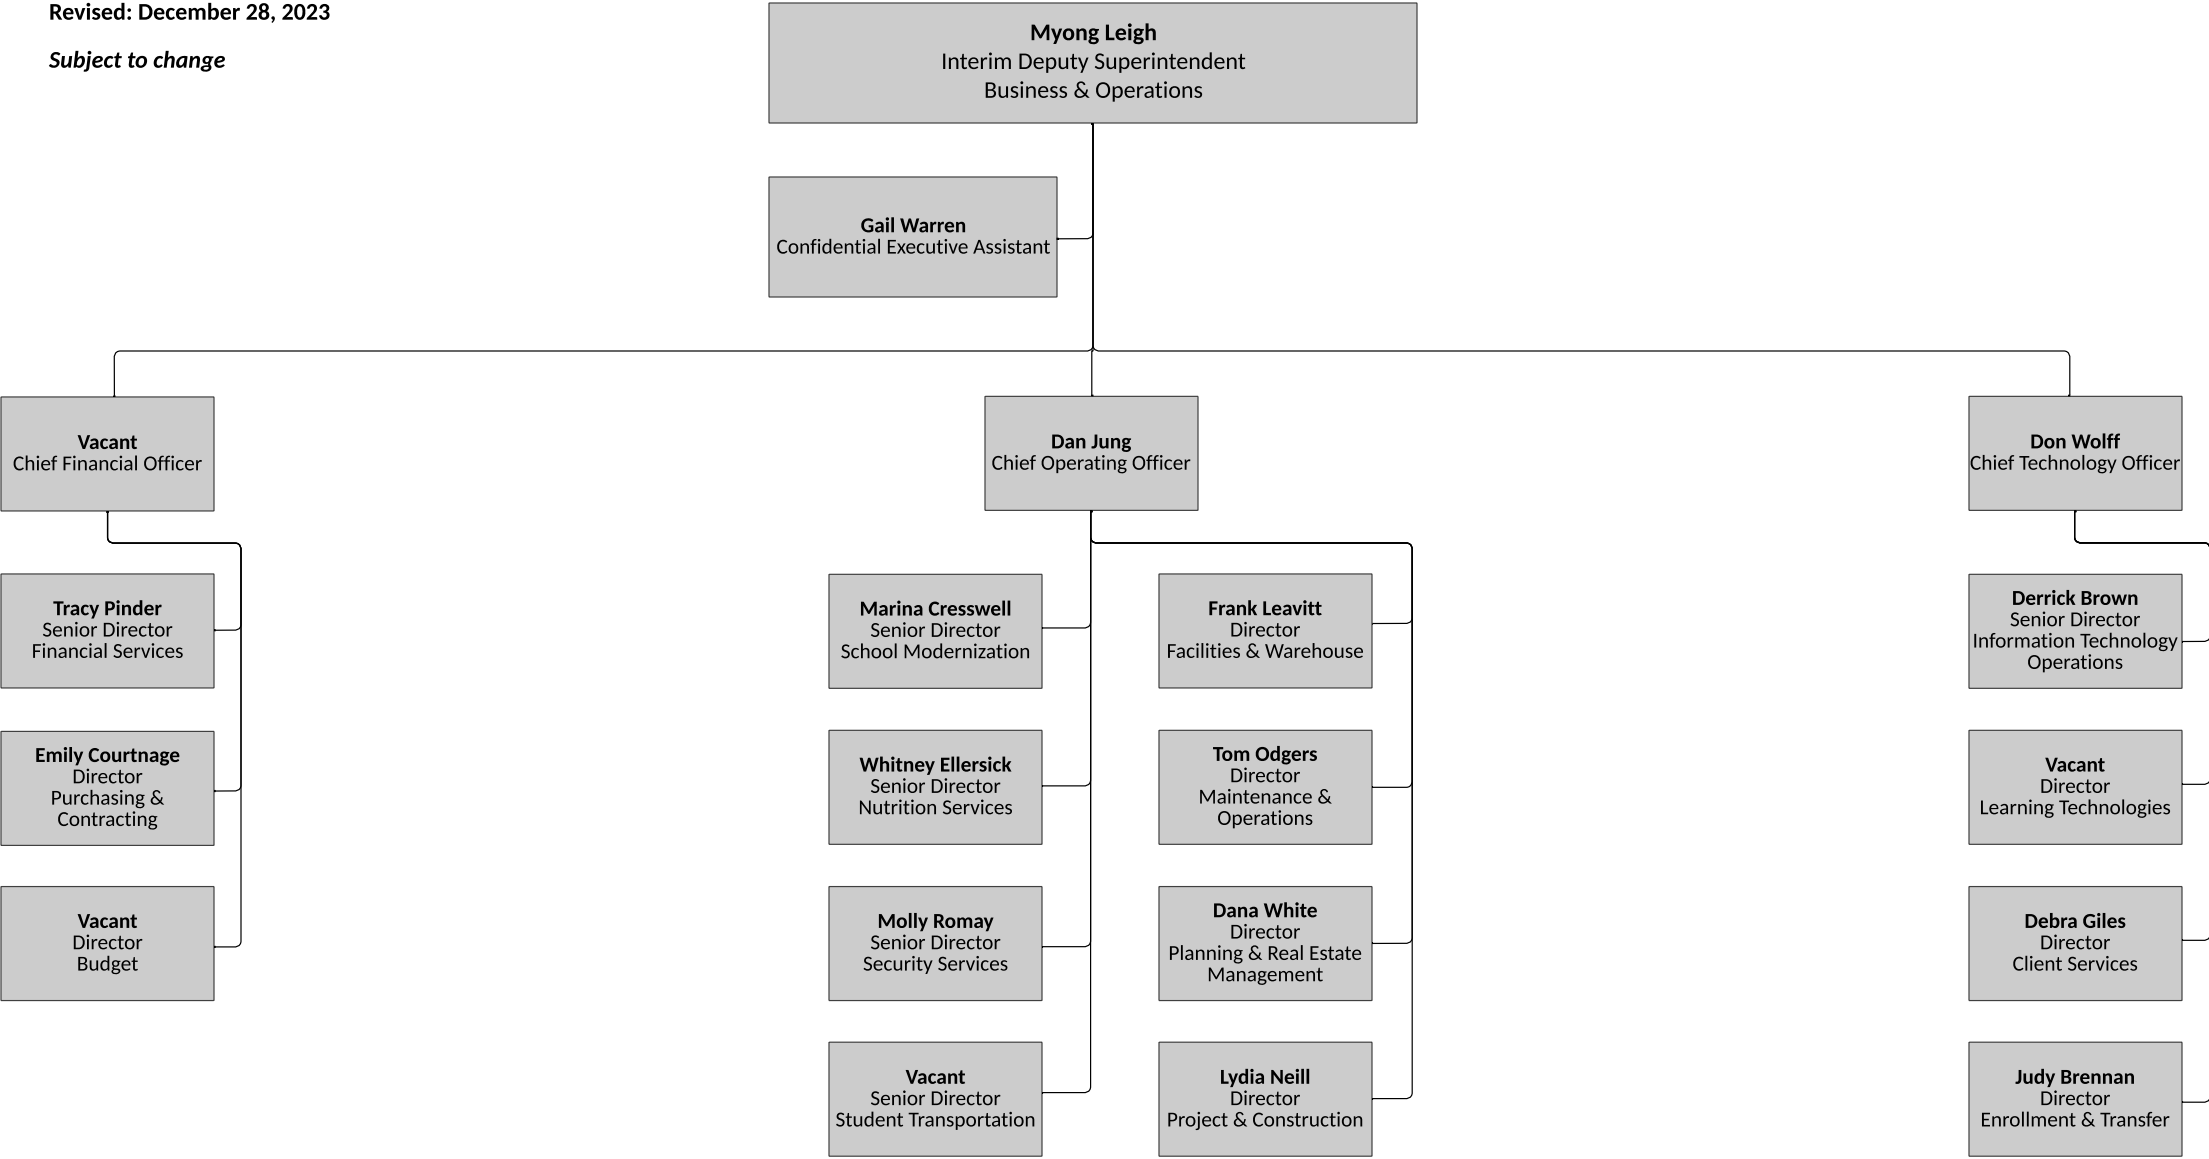 Revised: December 28, 2023
Subject to change
Myong Leigh
Interim Deputy Superintendent
Business & Operations
Gail Warren
Confidential Executive Assistant
Vacant
Chief Financial Officer
Dan Jung
Chief Operating Officer
Don Wolff
Chief Technology Officer
Tracy Pinder
Senior Director
Financial Services
Emily Courtnage
Director
Purchasing &
Contracting
Vacant
Director
Budget
Marina Cresswell
Senior Director
School Modernization
Whitney Ellersick
Senior Director
Nutrition Services
Molly Romay
Senior Director
Security Services
Vacant
Senior Director
Student Transportation
Frank Leavitt
Director
Facilities & Warehouse
Tom Odgers
Director
Maintenance &
Operations
Dana White
Director
Planning & Real Estate
Management
Lydia Neill
Director
Project & Construction
Derrick Brown
Senior Director
Information Technology
Operations
Vacant
Director
Learning Technologies
Debra Giles
Director
Client Services
Judy Brennan
Director
Enrollment & Transfer